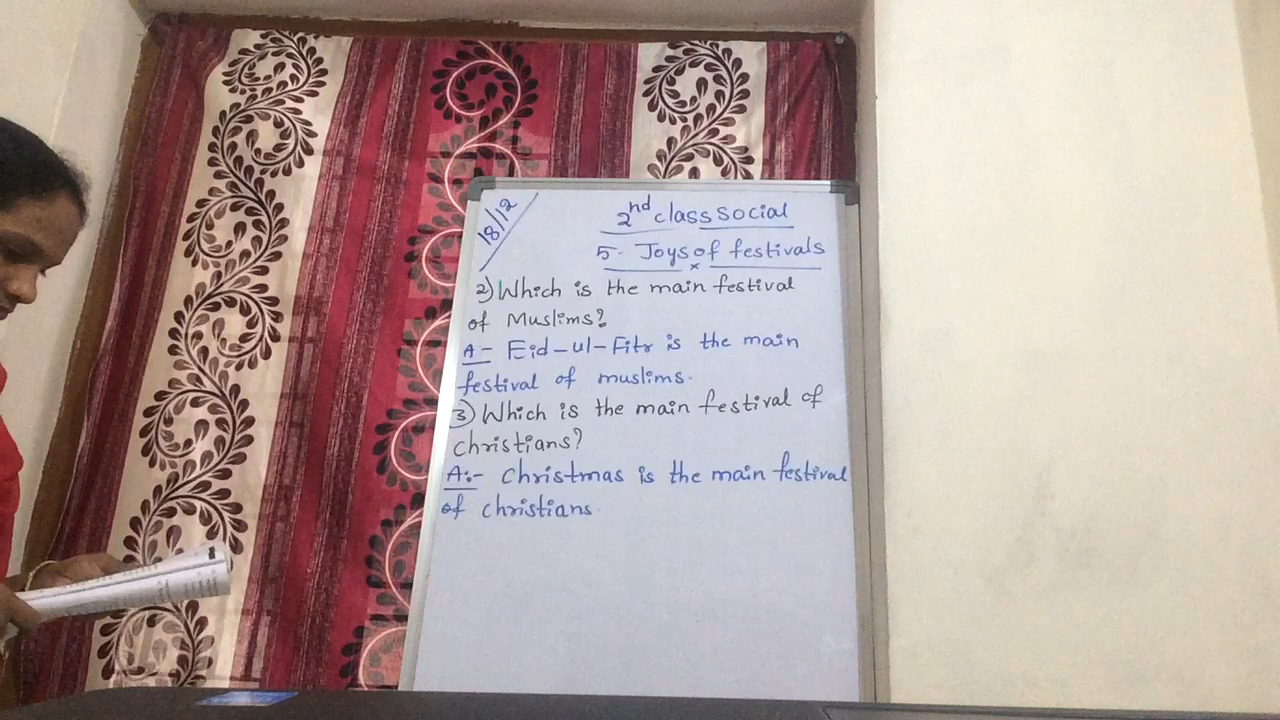 18/12
2nd class social
5- Joys of festivals
2) Which is the main festival
of Muslims?
A- Eid-ul-Fitr is the main
festival of muslims.
3) Which is the main festival of
christians?
A:- Christmas is the main festival
of christians.